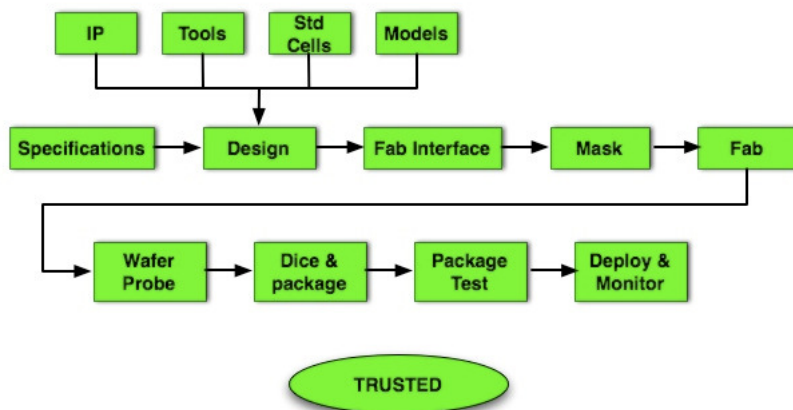 IP
Tools
Std
Cells
Models
Specifications
Design
Fab Interface
Mask
Fab
Wafer
Probe
Dice &
package
Package
Test
Deploy &
Monitor
TRUSTED